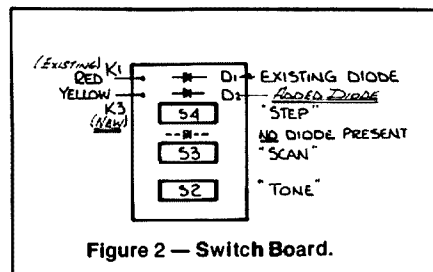 (EXISTING) K1
RED D1 EXISTING DIODE
YELLOW D2 ADDED DIODE
K3 S4 "STEP"
(NEW) NO DIODE PRESENT
S3 "SCAN"
S2 "TONE"
Figure 2 — Switch Board.